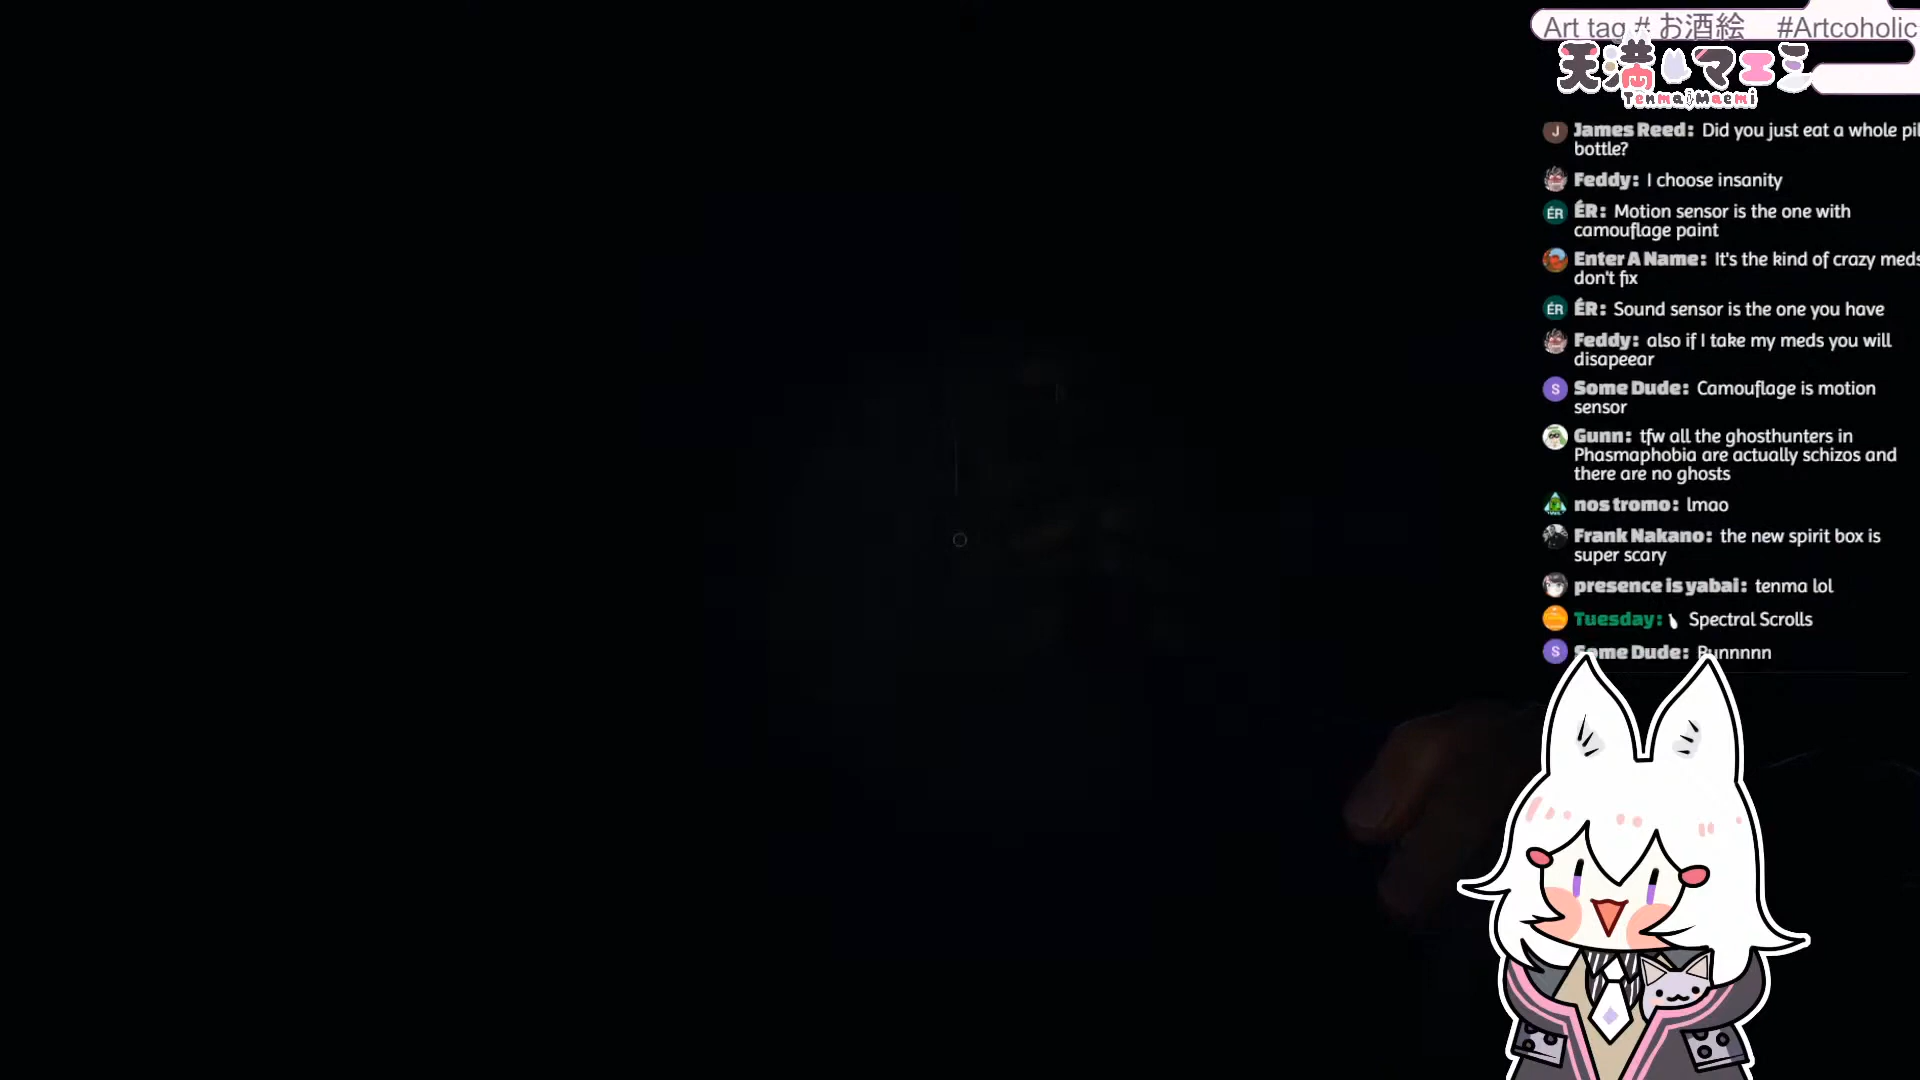 Art tag # お酒絵 #Artcoholic
天満マエミ
Tenma Maemi
James Reed: Did you just eat a whole pil
bottle?
Feddy: I choose insanity
ÉR: Motion sensor is the one with
camouflage paint
Enter A Name: It's the kind of crazy meds
don't fix
ÉR: Sound sensor is the one you have
Feddy: also if I take my meds you will
disapeear
Some Dude: Camouflage is motion
sensor
Gunn: tfw all the ghosthunters in
Phasmaphobia are actually schizos and
there are no ghosts
nos tromo: lmao
Frank Nakano: the new spirit box is
super scary
presence is yabai: tenma lol
Tuesday: Spectral Scrolls
Some Dude: Runnnnn